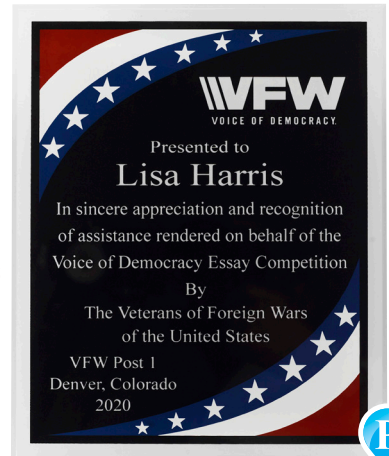 VFW
VOICE OF DEMOCRACY.
Presented to
Lisa Harris
In sincere appreciation and recognition
of assistance rendered on behalf of the
Voice of Democracy Essay Competition
By
The Veterans of Foreign Wars
of the United States
VFW Post 1
Denver, Colorado
2020